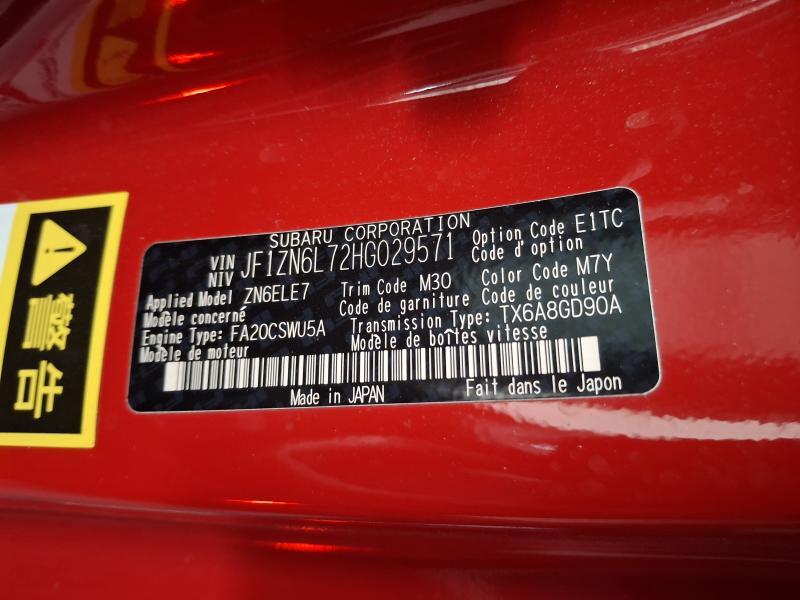 SUBARU CORPORATION
VIN
NIV
JF1ZN6L72HG029571
Option Code E1TC
Code d'option
Applied Model ZN6ELE7
Modèle concerné
Trim Code M30
Code de garniture
Color Code M7Y
Code de couleur
Engine Type: FA20CSWU5A
Modèle de moteur
Transmission Type: TX6A8GD90A
Modèle de boîtes vitesse
Made in JAPAN
Fait dans le Japon
警告